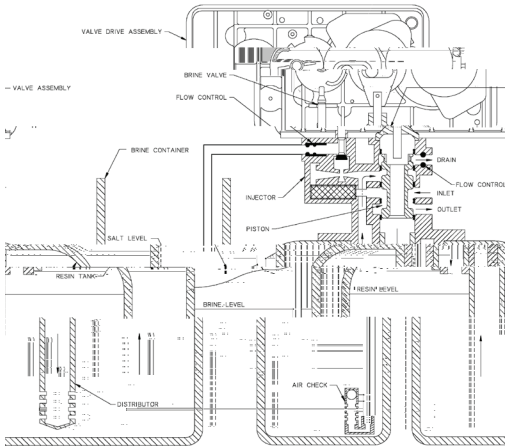 VALVE DRIVE ASSEMBLY
BRINE VALVE
VALVE ASSEMBLY
FLOW CONTROL
BRINE CONTAINER
DRAIN
FLOW CONTROL
INJECTOR
INLET
OUTLET
PISTON
SALT LEVEL
RESIN TANK
RESIN LEVEL
BRINE LEVEL
AIR CHECK
DISTRIBUTOR